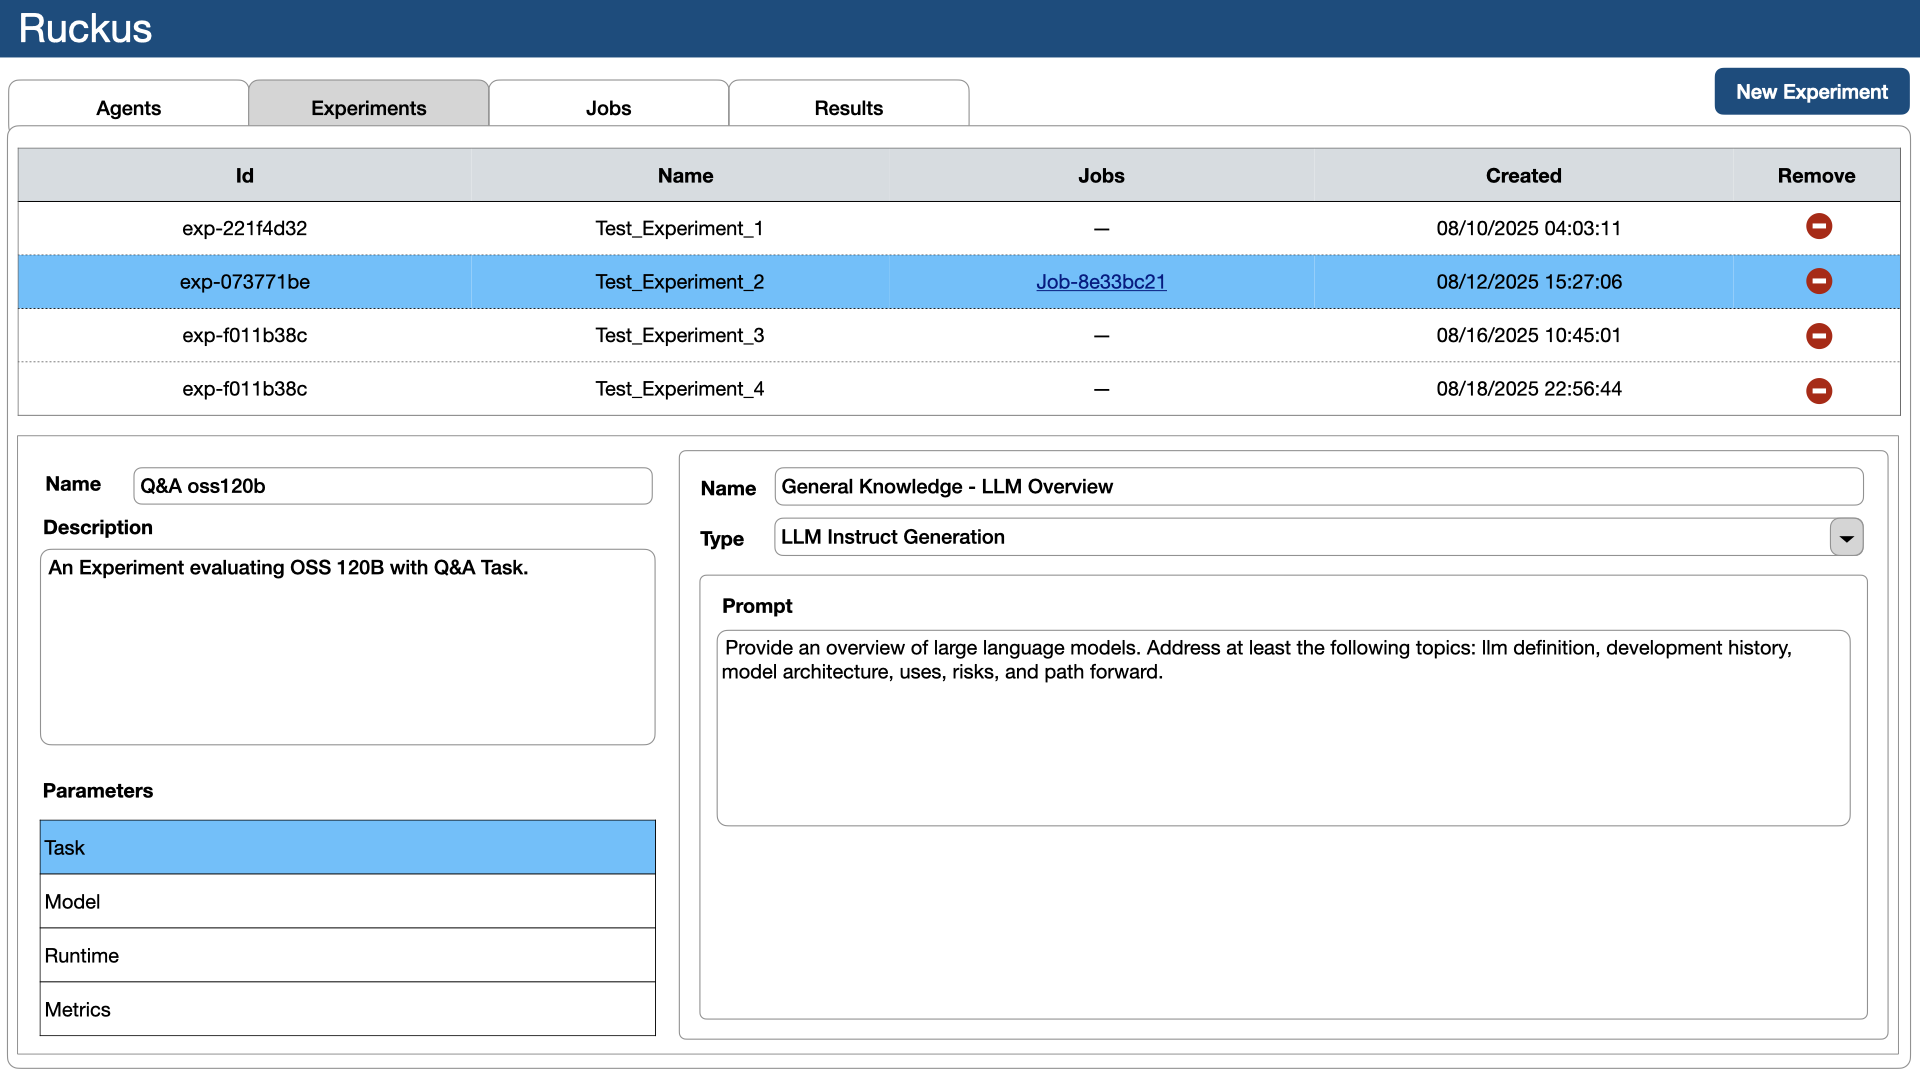 Ruckus
Agents Experiments Jobs Results New Experiment
Id Name Jobs Created Remove
exp-221f4d32 Test_Experiment_1 — 08/10/2025 04:03:11
exp-073771be Test_Experiment_2 Job-8e33bc21 08/12/2025 15:27:06
exp-f011b38c Test_Experiment_3 — 08/16/2025 10:45:01
exp-f011b38c Test_Experiment_4 — 08/18/2025 22:56:44
Name Q&A oss120b
Description
An Experiment evaluating OSS 120B with Q&A Task.
Parameters
Task
Model
Runtime
Metrics
Name General Knowledge - LLM Overview
Type LLM Instruct Generation
Prompt
Provide an overview of large language models. Address at least the following topics: llm definition, development history,
model architecture, uses, risks, and path forward.